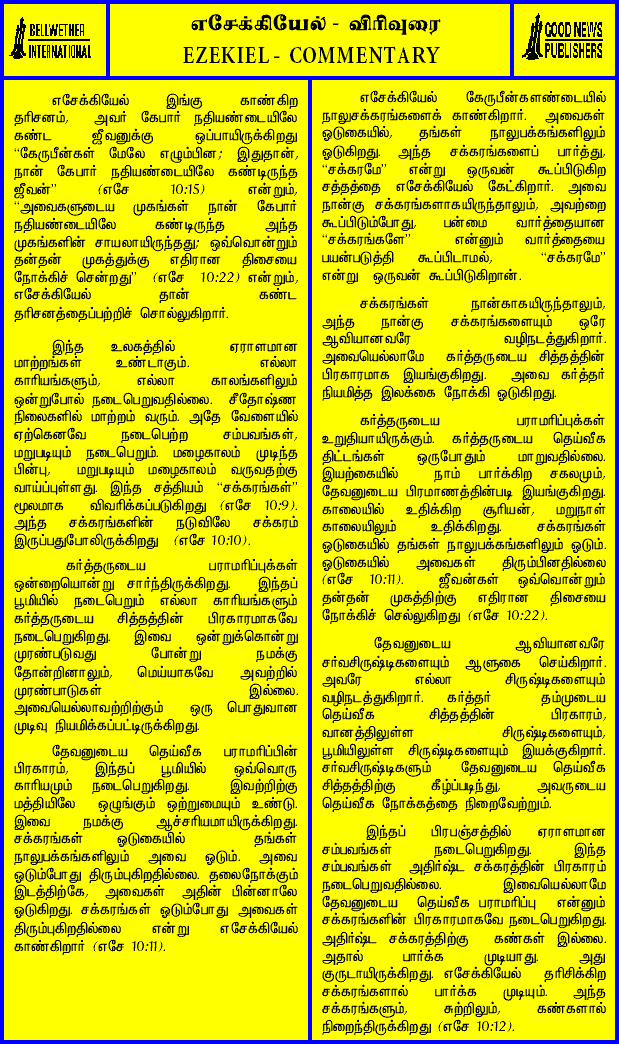 BELLWETHER
INTERNATIONAL
எசேக்கியேல் - விரிவுரை
EZEKIEL - COMMENTARY
GOOD NEWS
PUBLISHERS
எசேக்கியேல் இங்கு காண்கிற
தரிசனம், அவர் கேபார் நதியண்டையிலே
கண்ட ஜீவனுக்கு ஒப்பாயிருக்கிறது
“கேருபீன்கள் மேலே எழும்பின; இதுதான்,
நான் கேபார் நதியண்டையிலே கண்டிருந்த
ஜீவன்” (எசே 10:15) என்றும்,
“அவைகளுடைய முகங்கள் நான் கேபார்
நதியண்டையிலே கண்டிருந்த அந்த
முகங்களின் சாயலாயிருந்தது; ஒவ்வொன்றும்
தன்தன் முகத்துக்கு எதிரான திசையை
நோக்கிச் சென்றது” (எசே 10:22) என்றும்,
எசேக்கியேல் தான் கண்ட
தரிசனத்தைப்பற்றிச் சொல்லுகிறார்.
இந்த உலகத்தில் ஏராளமான
மாற்றங்கள் உண்டாகும். எல்லா
காரியங்களும், எல்லா காலங்களிலும்
ஒன்றுபோல் நடைபெறுவதில்லை. சீதோஷ்ண
நிலைகளில் மாற்றம் வரும். அதே வேளையில்
ஏற்கெனவே நடைபெற்ற சம்பவங்கள்,
மறுபடியும் நடைபெறும். மழைகாலம் முடிந்த
பின்பு, மறுபடியும் மழைகாலம் வருவதற்கு
வாய்ப்புள்ளது. இந்த சத்தியம் “சக்கரங்கள்”
மூலமாக விவரிக்கப்படுகிறது (எசே 10:9).
அந்த சக்கரங்களின் நடுவிலே சக்கரம்
இருப்பதுபோலிருக்கிறது (எசே 10:10).
கர்த்தருடைய பராமரிப்புக்கள்
ஒன்றையொன்று சார்ந்திருக்கிறது. இந்தப்
பூமியில் நடைபெறும் எல்லா காரியங்களும்
கர்த்தருடைய சித்தத்தின் பிரகாரமாகவே
நடைபெறுகிறது. இவை ஒன்றுக்கொன்று
முரண்படுவது போன்று நமக்கு
தோன்றினாலும், மெய்யாகவே அவற்றில்
முரண்பாடுகள் இல்லை.
அவையெல்லாவற்றிற்கும் ஒரு பொதுவான
முடிவு நியமிக்கப்பட்டிருக்கிறது.
தேவனுடைய தெய்வீக பராமரிப்பின்
பிரகாரம், இந்தப் பூமியில் ஒவ்வொரு
காரியமும் நடைபெறுகிறது. இவற்றிற்கு
மத்தியிலே ஒழுங்கும் ஒற்றுமையும் உண்டு.
இவை நமக்கு ஆச்சரியமாயிருக்கிறது.
சக்கரங்கள் ஓடுகையில் தங்கள்
நாலுபக்கங்களிலும் அவை ஓடும். அவை
ஓடும்போது திரும்புகிறதில்லை. தலைநோக்கும்
இடத்திற்கே, அவைகள் அதின் பின்னாலே
ஓடுகிறது. சக்கரங்கள் ஓடும்போது அவைகள்
திரும்புகிறதில்லை என்று எசேக்கியேல்
காண்கிறார் (எசே 10:11).
எசேக்கியேல் கேருபீன்களண்டையில்
நாலுசக்கரங்களைக் காண்கிறார். அவைகள்
ஓடுகையில், தங்கள் நாலுபக்கங்களிலும்
ஓடுகிறது. அந்த சக்கரங்களைப் பார்த்து,
“சக்கரமே” என்று ஒருவன் கூப்பிடுகிற
சத்தத்தை எசேக்கியேல் கேட்கிறார். அவை
நான்கு சக்கரங்களாகயிருந்தாலும், அவற்றை
கூப்பிடும்போது, பன்மை வார்த்தையான
“சக்கரங்களே” என்னும் வார்த்தையை
பயன்படுத்தி கூப்பிடாமல், “சக்கரமே”
என்று ஒருவன் கூப்பிடுகிறான்.
சக்கரங்கள் நான்காகயிருந்தாலும்,
அந்த நான்கு சக்கரங்களையும் ஒரே
ஆவியானவரே வழிநடத்துகிறார்.
அவையெல்லாமே கர்த்தருடைய சித்தத்தின்
பிரகாரமாக இயங்குகிறது. அவை கர்த்தர்
நியமித்த இலக்கை நோக்கி ஓடுகிறது.
கர்த்தருடைய பராமரிப்புக்கள்
உறுதியாயிருக்கும். கர்த்தருடைய தெய்வீக
திட்டங்கள் ஒருபோதும் மாறுவதில்லை.
இயற்கையில் நாம் பார்க்கிற சகலமும்,
தேவனுடைய பிரமாணத்தின்படி இயங்குகிறது.
காலையில் உதிக்கிற சூரியன், மறுநாள்
காலையிலும் உதிக்கிறது. சக்கரங்கள்
ஓடுகையில் தங்கள் நாலுபக்கங்களிலும் ஓடும்.
ஓடுகையில் அவைகள் திரும்பினதில்லை
(எசே 10:11). ஜீவன்கள் ஒவ்வொன்றும்
தன்தன் முகத்திற்கு எதிரான திசையை
நோக்கிச் செல்லுகிறது (எசே 10:22).
தேவனுடைய ஆவியானவரே
சர்வசிருஷ்டிகளையும் ஆளுகை செய்கிறார்.
அவரே எல்லா சிருஷ்டிகளையும்
வழிநடத்துகிறார். கர்த்தர் தம்முடைய
தெய்வீக சித்தத்தின் பிரகாரம்,
வானத்திலுள்ள சிருஷ்டிகளையும்,
பூமியிலுள்ள சிருஷ்டிகளையும் இயக்குகிறார்.
சர்வசிருஷ்டிகளும் தேவனுடைய தெய்வீக
சித்தத்திற்கு கீழ்ப்படிந்து, அவருடைய
தெய்வீக நோக்கத்தை நிறைவேற்றும்.
இந்தப் பிரபஞ்சத்தில் ஏராளமான
சம்பவங்கள் நடைபெறுகிறது. இந்த
சம்பவங்கள் அதிர்ஷ்ட சக்கரத்தின் பிரகாரம்
நடைபெறுவதில்லை. இவையெல்லாமே
தேவனுடைய தெய்வீக பராமரிப்பு என்னும்
சக்கரங்களின் பிரகாரமாகவே நடைபெறுகிறது.
அதிர்ஷ்ட சக்கரத்திற்கு கண்கள் இல்லை.
அதால் பார்க்க முடியாது. அது
குருடாயிருக்கிறது. எசேக்கியேல் தரிசிக்கிற
சக்கரங்களால் பார்க்க முடியும். அந்த
சக்கரங்களும், சுற்றிலும், கண்களால்
நிறைந்திருக்கிறது (எசே 10:12).